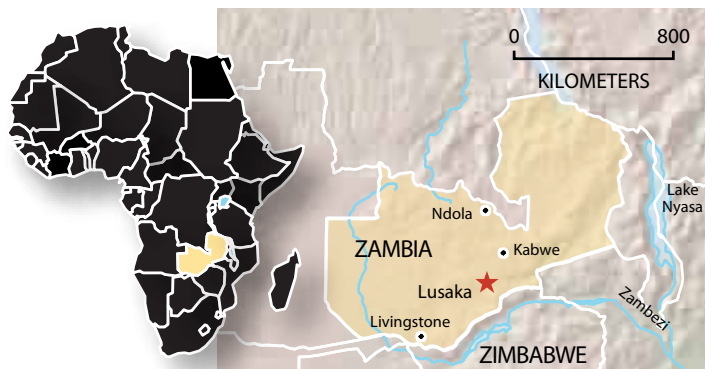 0 800
KILOMETERS
Lake
Nyasa
Ndola
ZAMBIA
Kabwe
Lusaka
Zambezi
Livingstone
ZIMBABWE